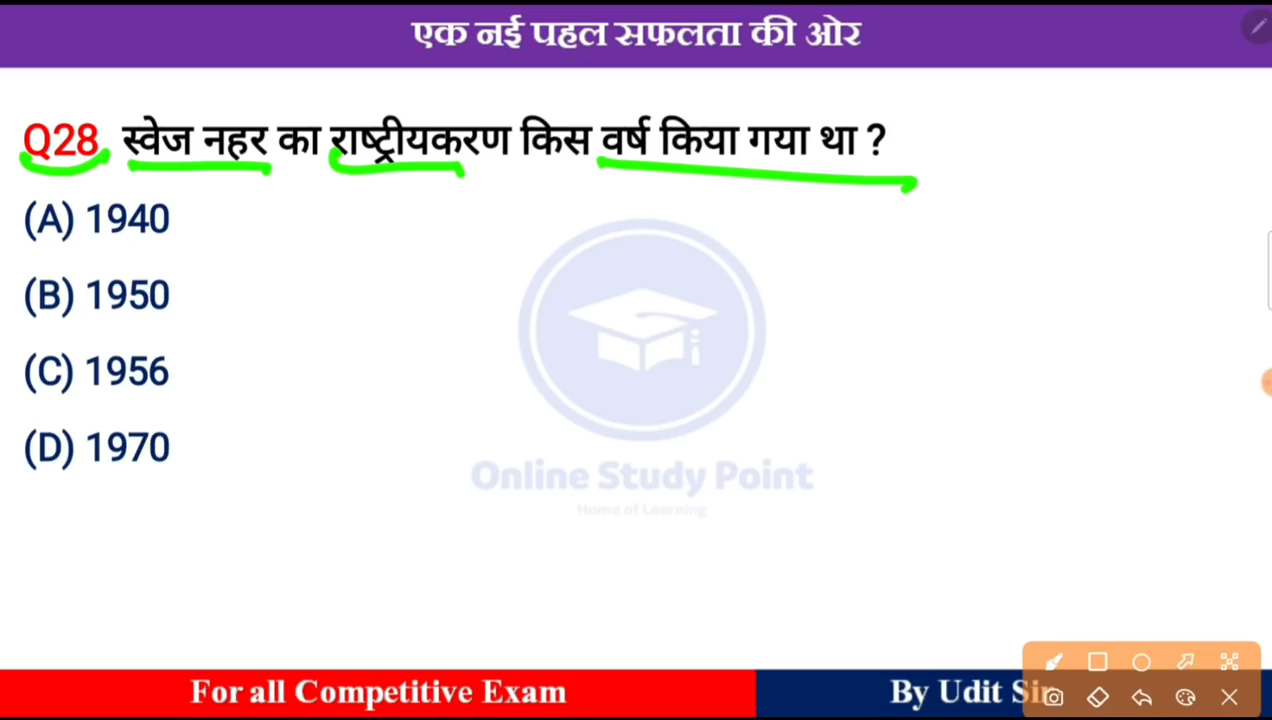 एक नई पहल सफलता की ओर
Q28. स्वेज नहर का राष्ट्रीयकरण किस वर्ष किया गया था ?
(A) 1940
(B) 1950
(C) 1956
(D) 1970
Online Study Point
Home of Learning
For all Competitive Exam
By Udit Sir